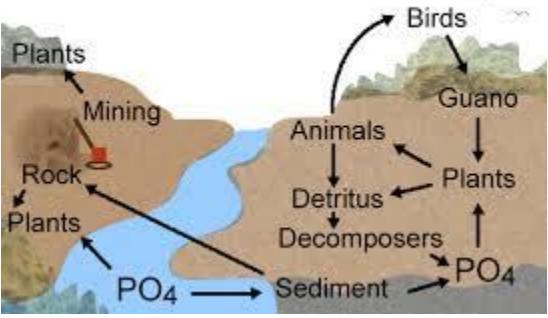 Birds
Plants
Guano
Mining
Animals
Rock
Plants
Detritus
Plants
Decomposers
PO4
Sediment
PO4